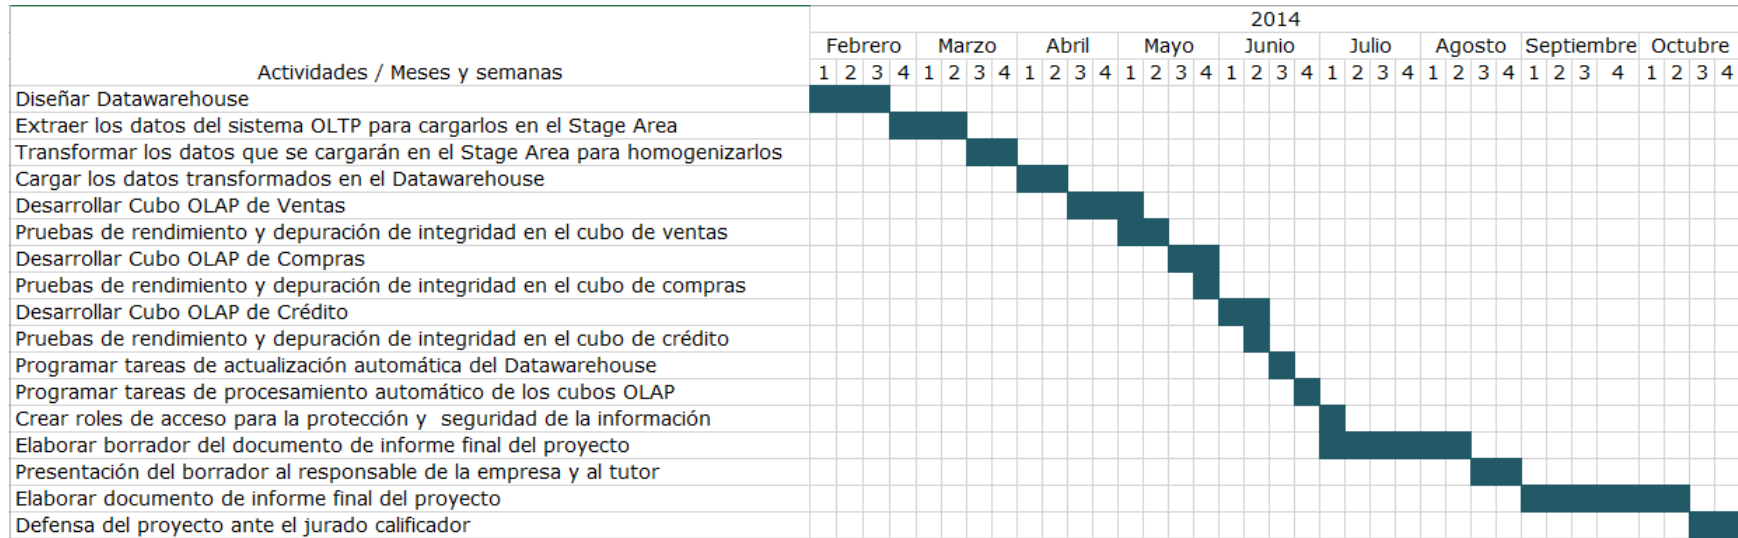 2014
Febrero Marzo Abril Mayo Junio Julio Agosto Septiembre Octubre
Actividades / Meses y semanas 1 2 3 4 1 2 3 4 1 2 3 4 1 2 3 4 1 2 3 4 1 2 3 4 1 2 3 4 1 2 3 4 1 2 3 4
Diseñar Datawarehouse
Extraer los datos del sistema OLTP para cargarlos en el Stage Area
Transformar los datos que se cargarán en el Stage Area para homogenizarlos
Cargar los datos transformados en el Datawarehouse
Desarrollar Cubo OLAP de Ventas
Pruebas de rendimiento y depuración de integridad en el cubo de ventas
Desarrollar Cubo OLAP de Compras
Pruebas de rendimiento y depuración de integridad en el cubo de compras
Desarrollar Cubo OLAP de Crédito
Pruebas de rendimiento y depuración de integridad en el cubo de crédito
Programar tareas de actualización automática del Datawarehouse
Programar tareas de procesamiento automático de los cubos OLAP
Crear roles de acceso para la protección y  seguridad de la información
Elaborar borrador del documento de informe final del proyecto
Presentación del borrador al responsable de la empresa y al tutor
Elaborar documento de informe final del proyecto
Defensa del proyecto ante el jurado calificador